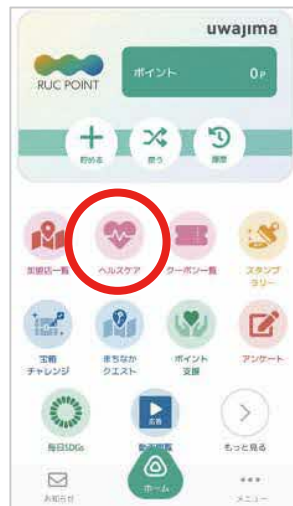 uwajima
RUC POINT
ポイント
0P
貯める
使う
履歴
加盟店一覧
ヘルスケア
クーポン一覧
スタンプ
ラリー
宝箱
チャレンジ
まちなか
クエスト
ポイント
支援
アンケート
毎日SDGs
広告
動画閲覧
もっと見る
お知らせ
ホーム
メニュー